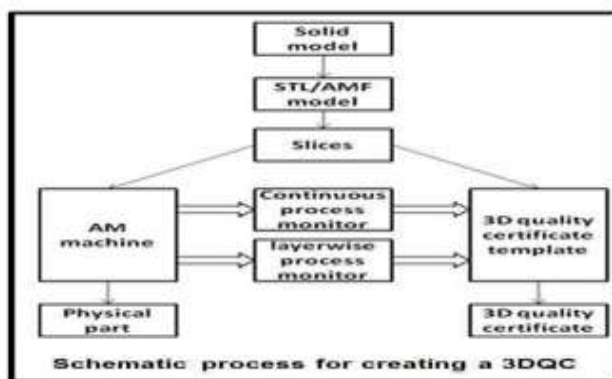 Solid
model
STL/AMF
model
Slices
AM
machine
Continuous
process
monitor
layerwise
process
monitor
3D quality
certificate
template
Physical
part
3D quality
certificate
Schematic process for creating a 3DQC